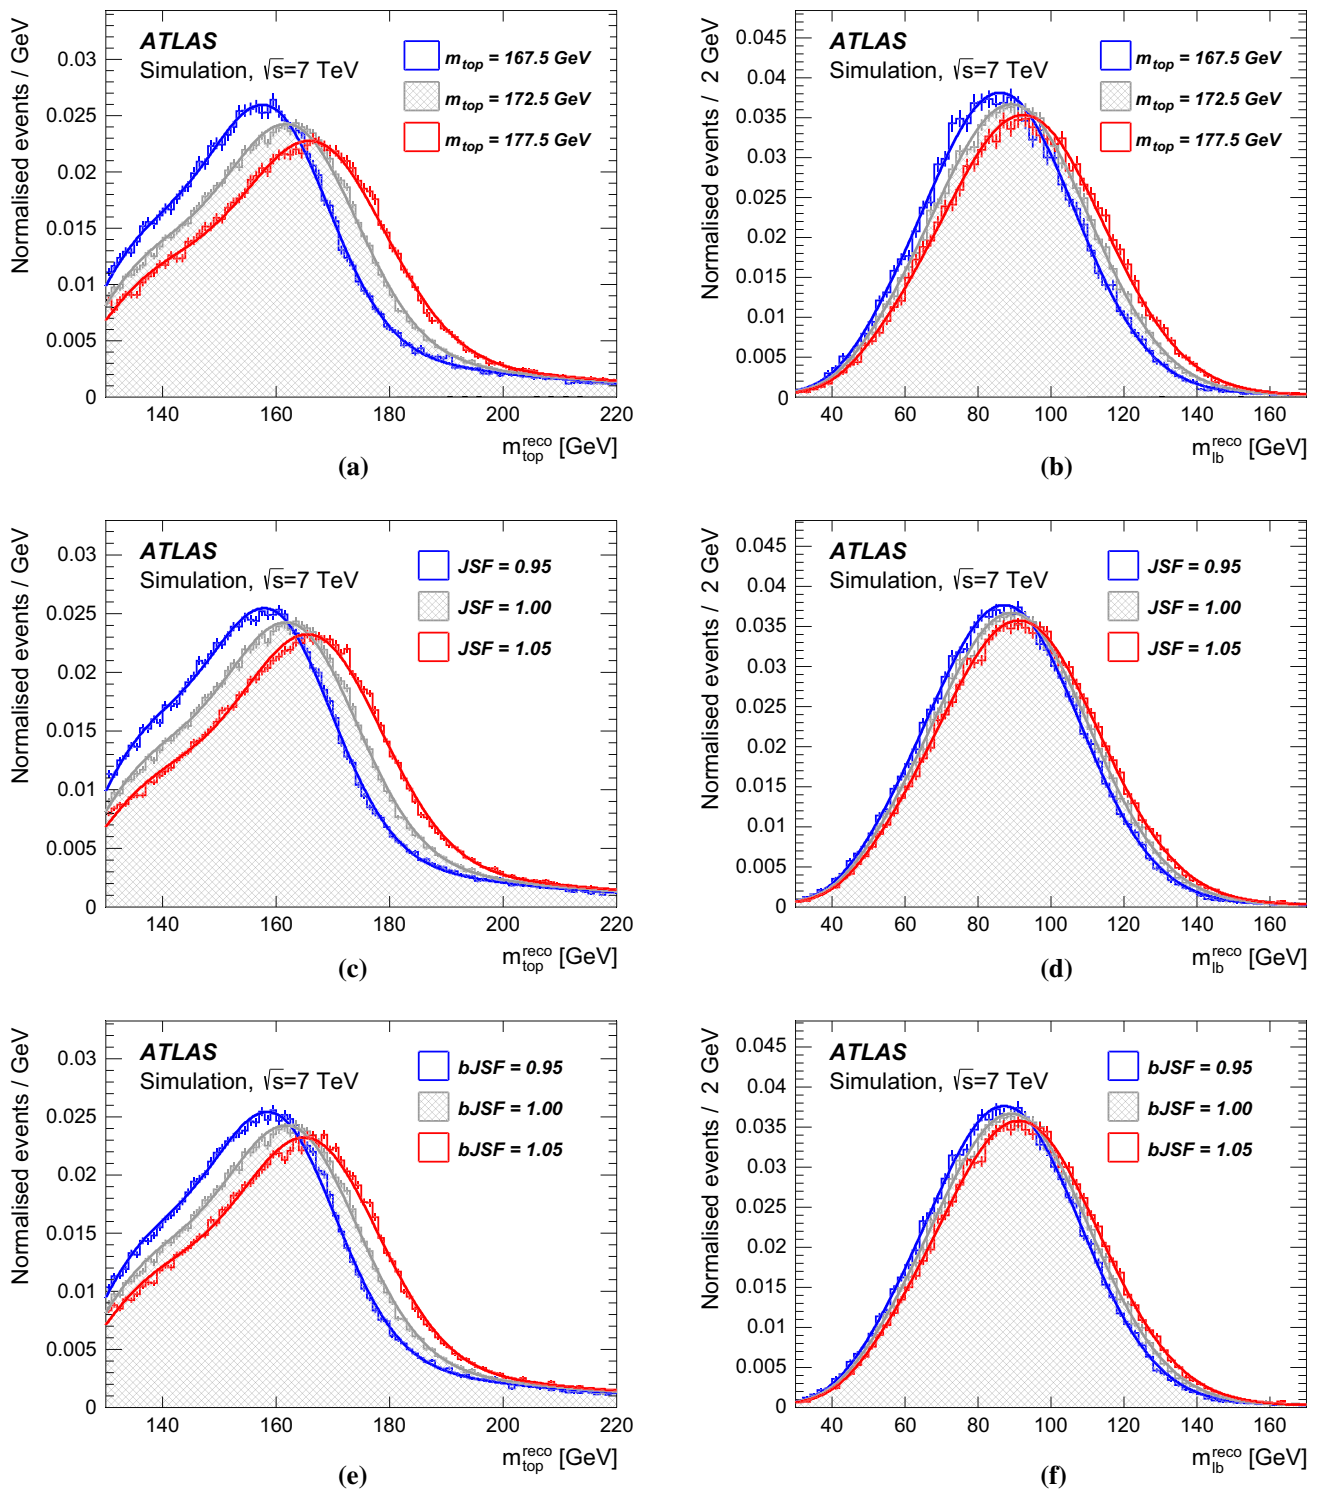 ATLAS
Simulation, √s=7 TeV
m_top = 167.5 GeV
m_top = 172.5 GeV
m_top = 177.5 GeV
Normalised events / GeV
0.03
0.025
0.02
0.015
0.01
0.005
0
140 160 180 200 220
m_top^reco [GeV]
(a)
ATLAS
Simulation, √s=7 TeV
m_top = 167.5 GeV
m_top = 172.5 GeV
m_top = 177.5 GeV
Normalised events / 2 GeV
0.045
0.04
0.035
0.03
0.025
0.02
0.015
0.01
0.005
0
40 60 80 100 120 140 160
m_lb^reco [GeV]
(b)
ATLAS
Simulation, √s=7 TeV
JSF = 0.95
JSF = 1.00
JSF = 1.05
Normalised events / GeV
0.03
0.025
0.02
0.015
0.01
0.005
0
140 160 180 200 220
m_top^reco [GeV]
(c)
ATLAS
Simulation, √s=7 TeV
JSF = 0.95
JSF = 1.00
JSF = 1.05
Normalised events / 2 GeV
0.045
0.04
0.035
0.03
0.025
0.02
0.015
0.01
0.005
0
40 60 80 100 120 140 160
m_lb^reco [GeV]
(d)
ATLAS
Simulation, √s=7 TeV
bJSF = 0.95
bJSF = 1.00
bJSF = 1.05
Normalised events / GeV
0.03
0.025
0.02
0.015
0.01
0.005
0
140 160 180 200 220
m_top^reco [GeV]
(e)
ATLAS
Simulation, √s=7 TeV
bJSF = 0.95
bJSF = 1.00
bJSF = 1.05
Normalised events / 2 GeV
0.045
0.04
0.035
0.03
0.025
0.02
0.015
0.01
0.005
0
40 60 80 100 120 140 160
m_lb^reco [GeV]
(f)